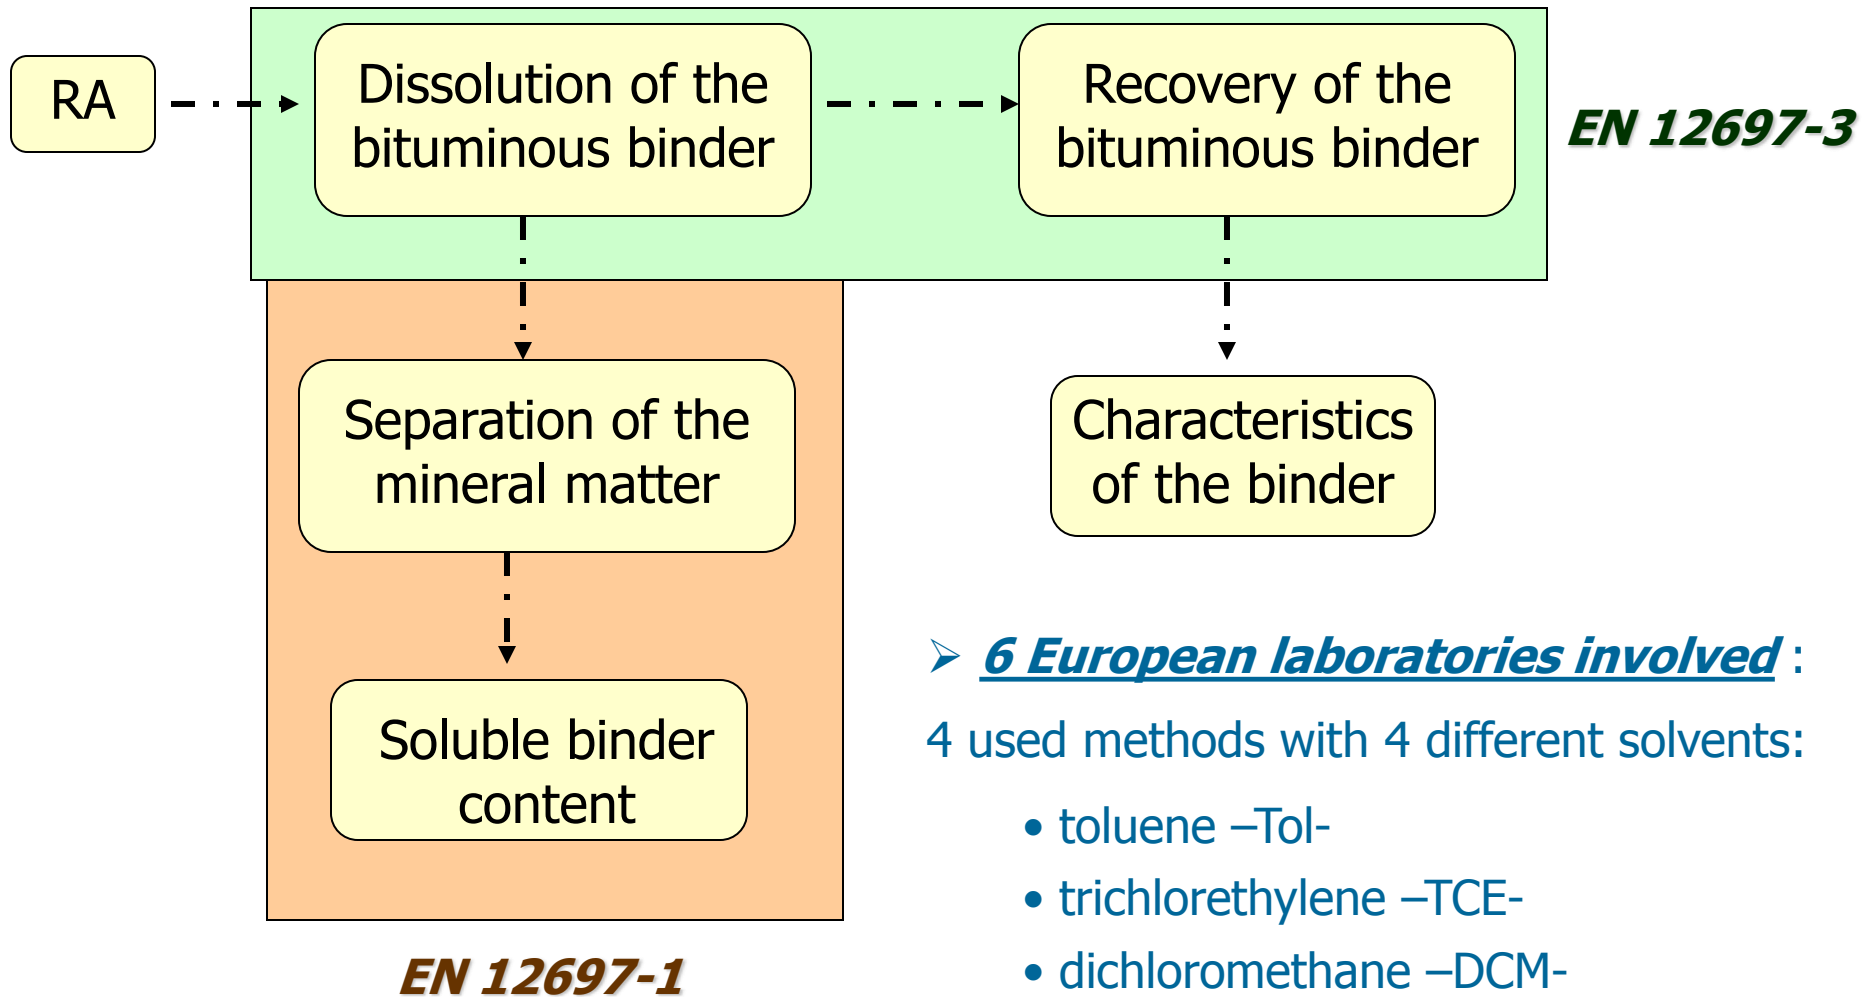 RA
Dissolution of the
bituminous binder
Recovery of the
bituminous binder
EN 12697-3
Separation of the
mineral matter
Characteristics
of the binder
Soluble binder
content
EN 12697-1
➢ 6 European laboratories involved :
4 used methods with 4 different solvents:
• toluene –Tol-
• trichlorethylene –TCE-
• dichloromethane –DCM-